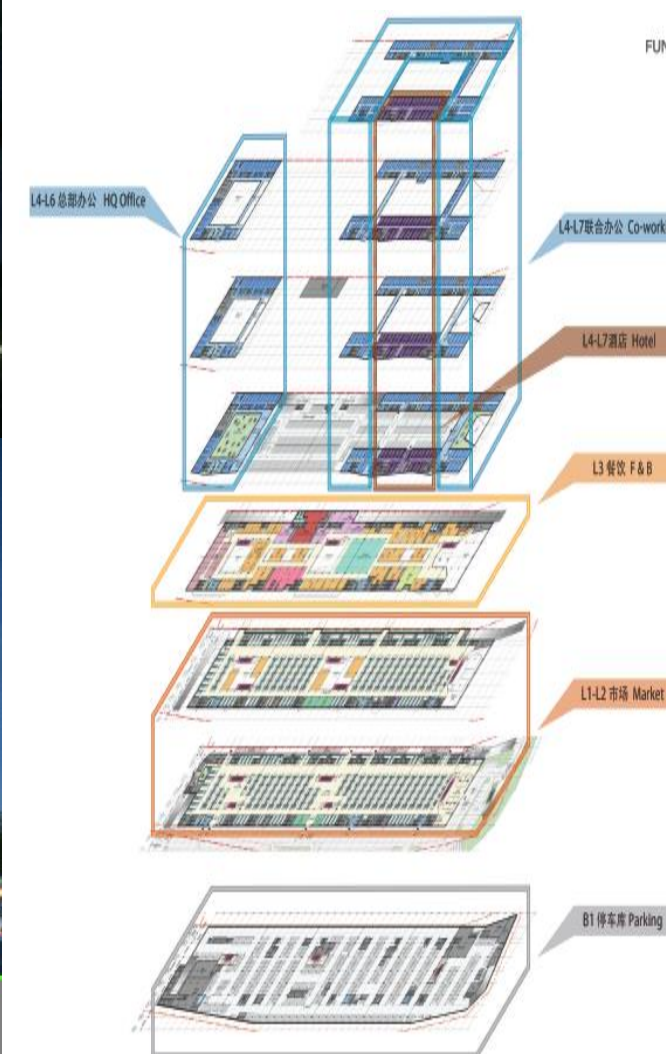 FUN
L4-L6 总部办公 HQ Office
L4-L7联合办公 Co-work
L4-L7酒店 Hotel
L3 餐饮 F & B
L1-L2 市场 Market
B1 停车库 Parking